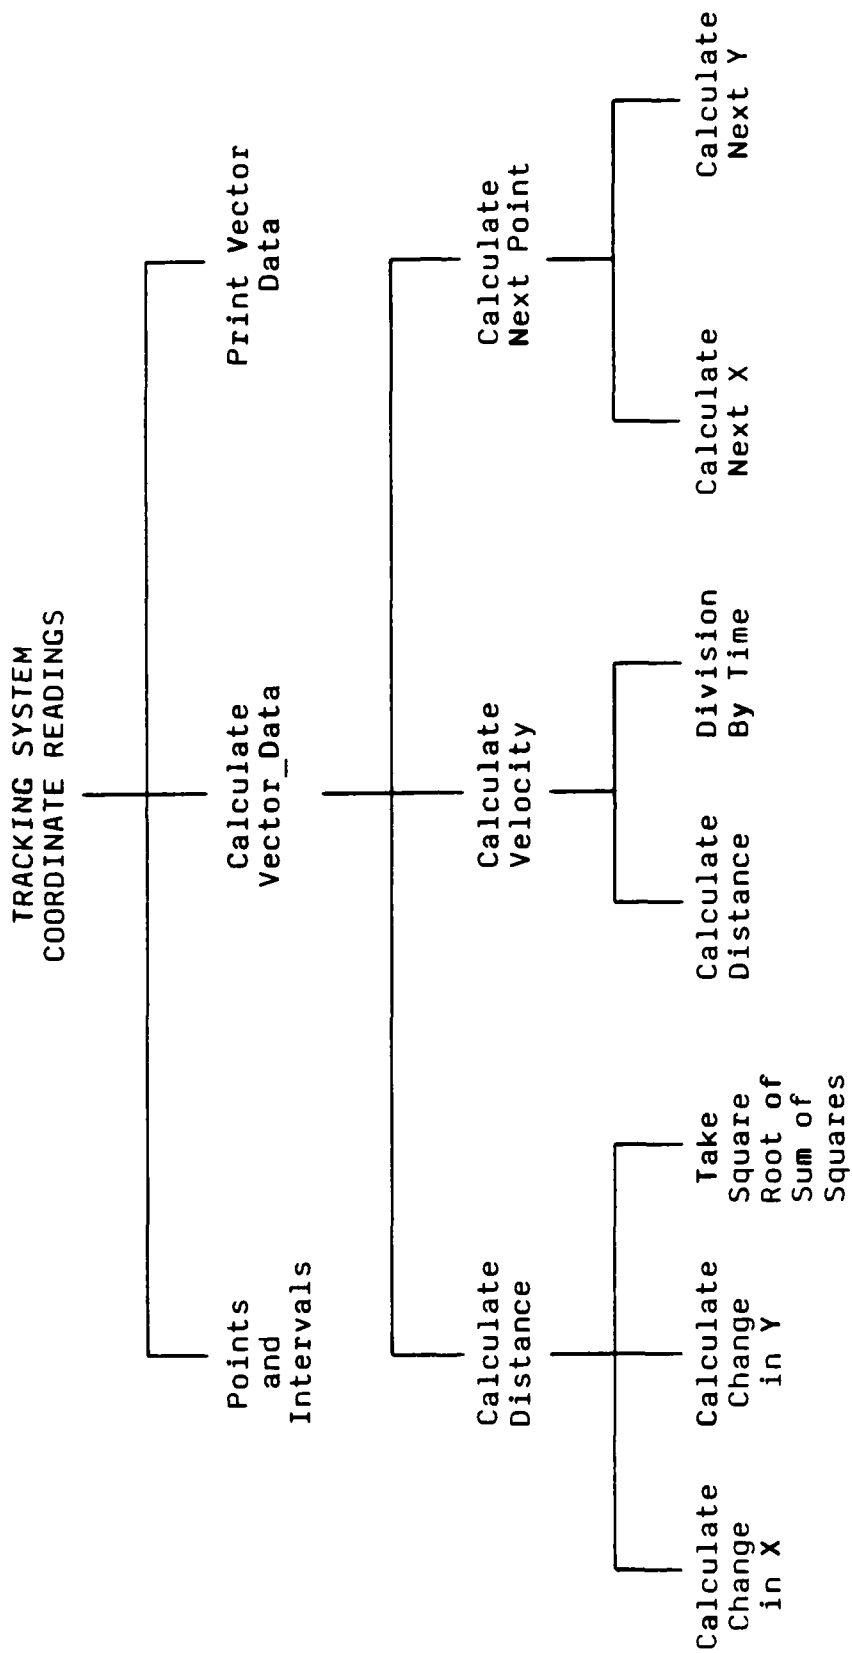 TRACKING SYSTEM
COORDINATE READINGS
Points
and
Intervals
Calculate
Vector_Data
Print Vector
Data
Calculate
Distance
Calculate
Velocity
Calculate
Next Point
Calculate
Change
in X
Calculate
Change
in Y
Take
Square
Root of
Sum of
Squares
Calculate
Distance
Division
By Time
Calculate
Next X
Calculate
Next Y